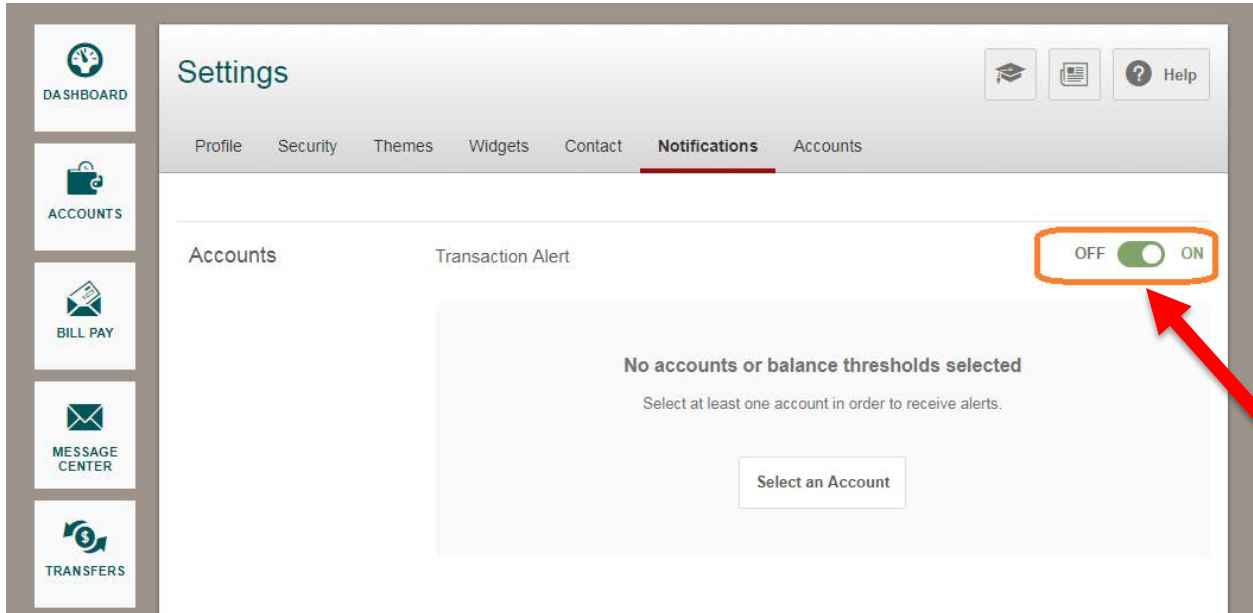 DASHBOARD
ACCOUNTS
BILL PAY
MESSAGE
CENTER
TRANSFERS
Settings
Help
Profile Security Themes Widgets Contact Notifications Accounts
Accounts Transaction Alert OFF ON
No accounts or balance thresholds selected
Select at least one account in order to receive alerts.
Select an Account